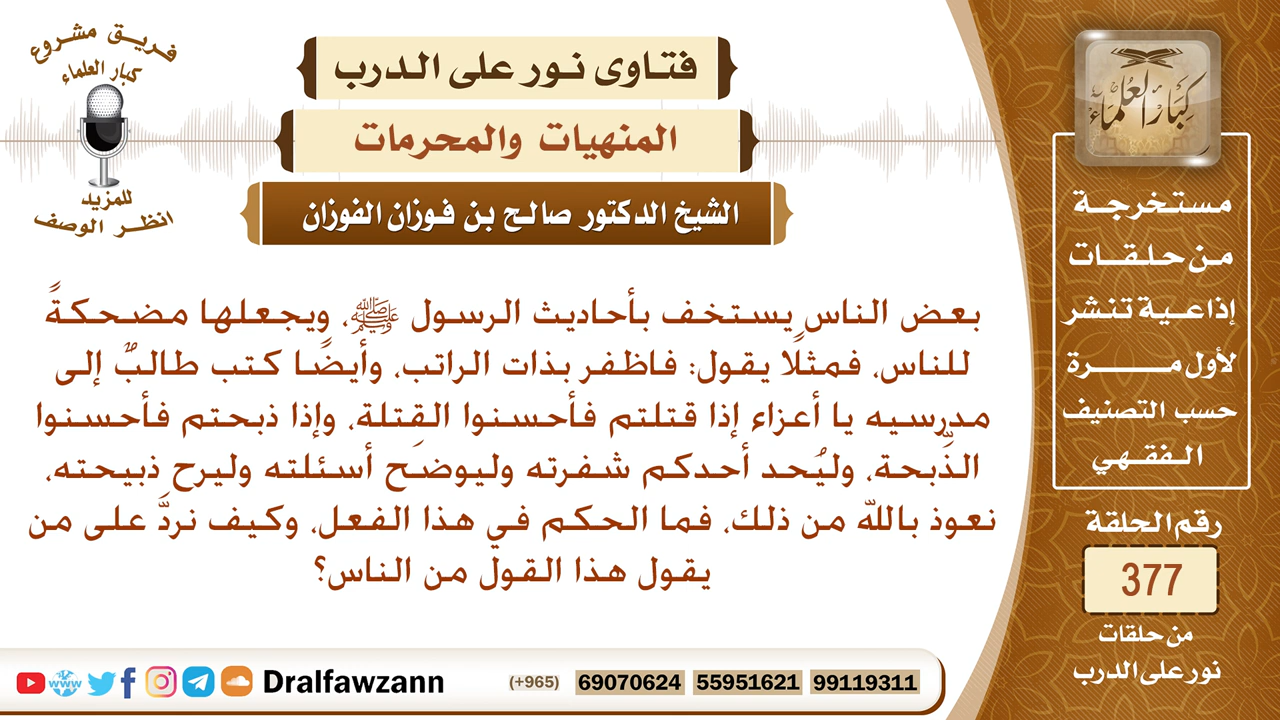 فريق مشروع
كبار العلماء
للمزيد
انظر الوصف
فتاوى نور على الدرب
المنهيات والمحرمات
الشيخ الدكتور صالح بن فوزان الفوزان
بعض الناس يستخف بأحاديث الرسول ﷺ، ويجعلها مضحكةً
للناس، فمثلًا يقول: فاظفر بذات الراتب، وأيضًا كتب طالبٌ إلى
مدرسيه يا أعزاء إذا قتلتم فأحسنوا القِتلة، وإذا ذبحتم فأحسنوا
الذِّبحة، وليُحد أحدكم شفرته وليوضح أسئلته وليرح ذبيحته،
نعوذ بالله من ذلك، فما الحكم في هذا الفعل، وكيف نردَّ على من
يقول هذا القول من الناس؟
كبار العلماء
مستخرجة
من حلقات
إذاعية تنشر
لأول مرة
حسب التصنيف
الفقهي
رقم الحلقة
377
من حلقات
نور على الدرب
www
Dralfawzann
(+965) 69070624 55951621 99119311